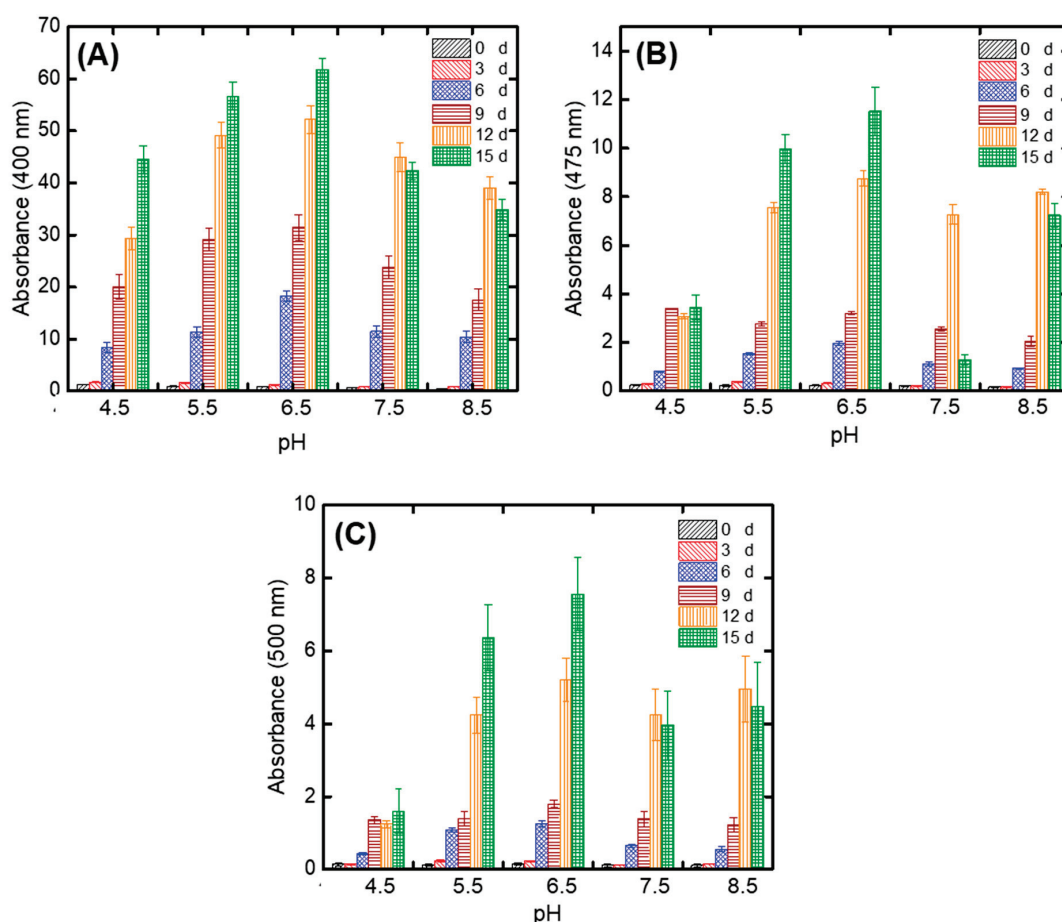 (A)
Absorbance (400 nm)
70
60
50
40
30
20
10
0
0 d
3 d
6 d
9 d
12 d
15 d
4.5 5.5 6.5 7.5 8.5
pH
(B)
Absorbance (475 nm)
14
12
10
8
6
4
2
0
0 d
3 d
6 d
9 d
12 d
15 d
4.5 5.5 6.5 7.5 8.5
pH
(C)
Absorbance (500 nm)
10
8
6
4
2
0
0 d
3 d
6 d
9 d
12 d
15 d
4.5 5.5 6.5 7.5 8.5
pH